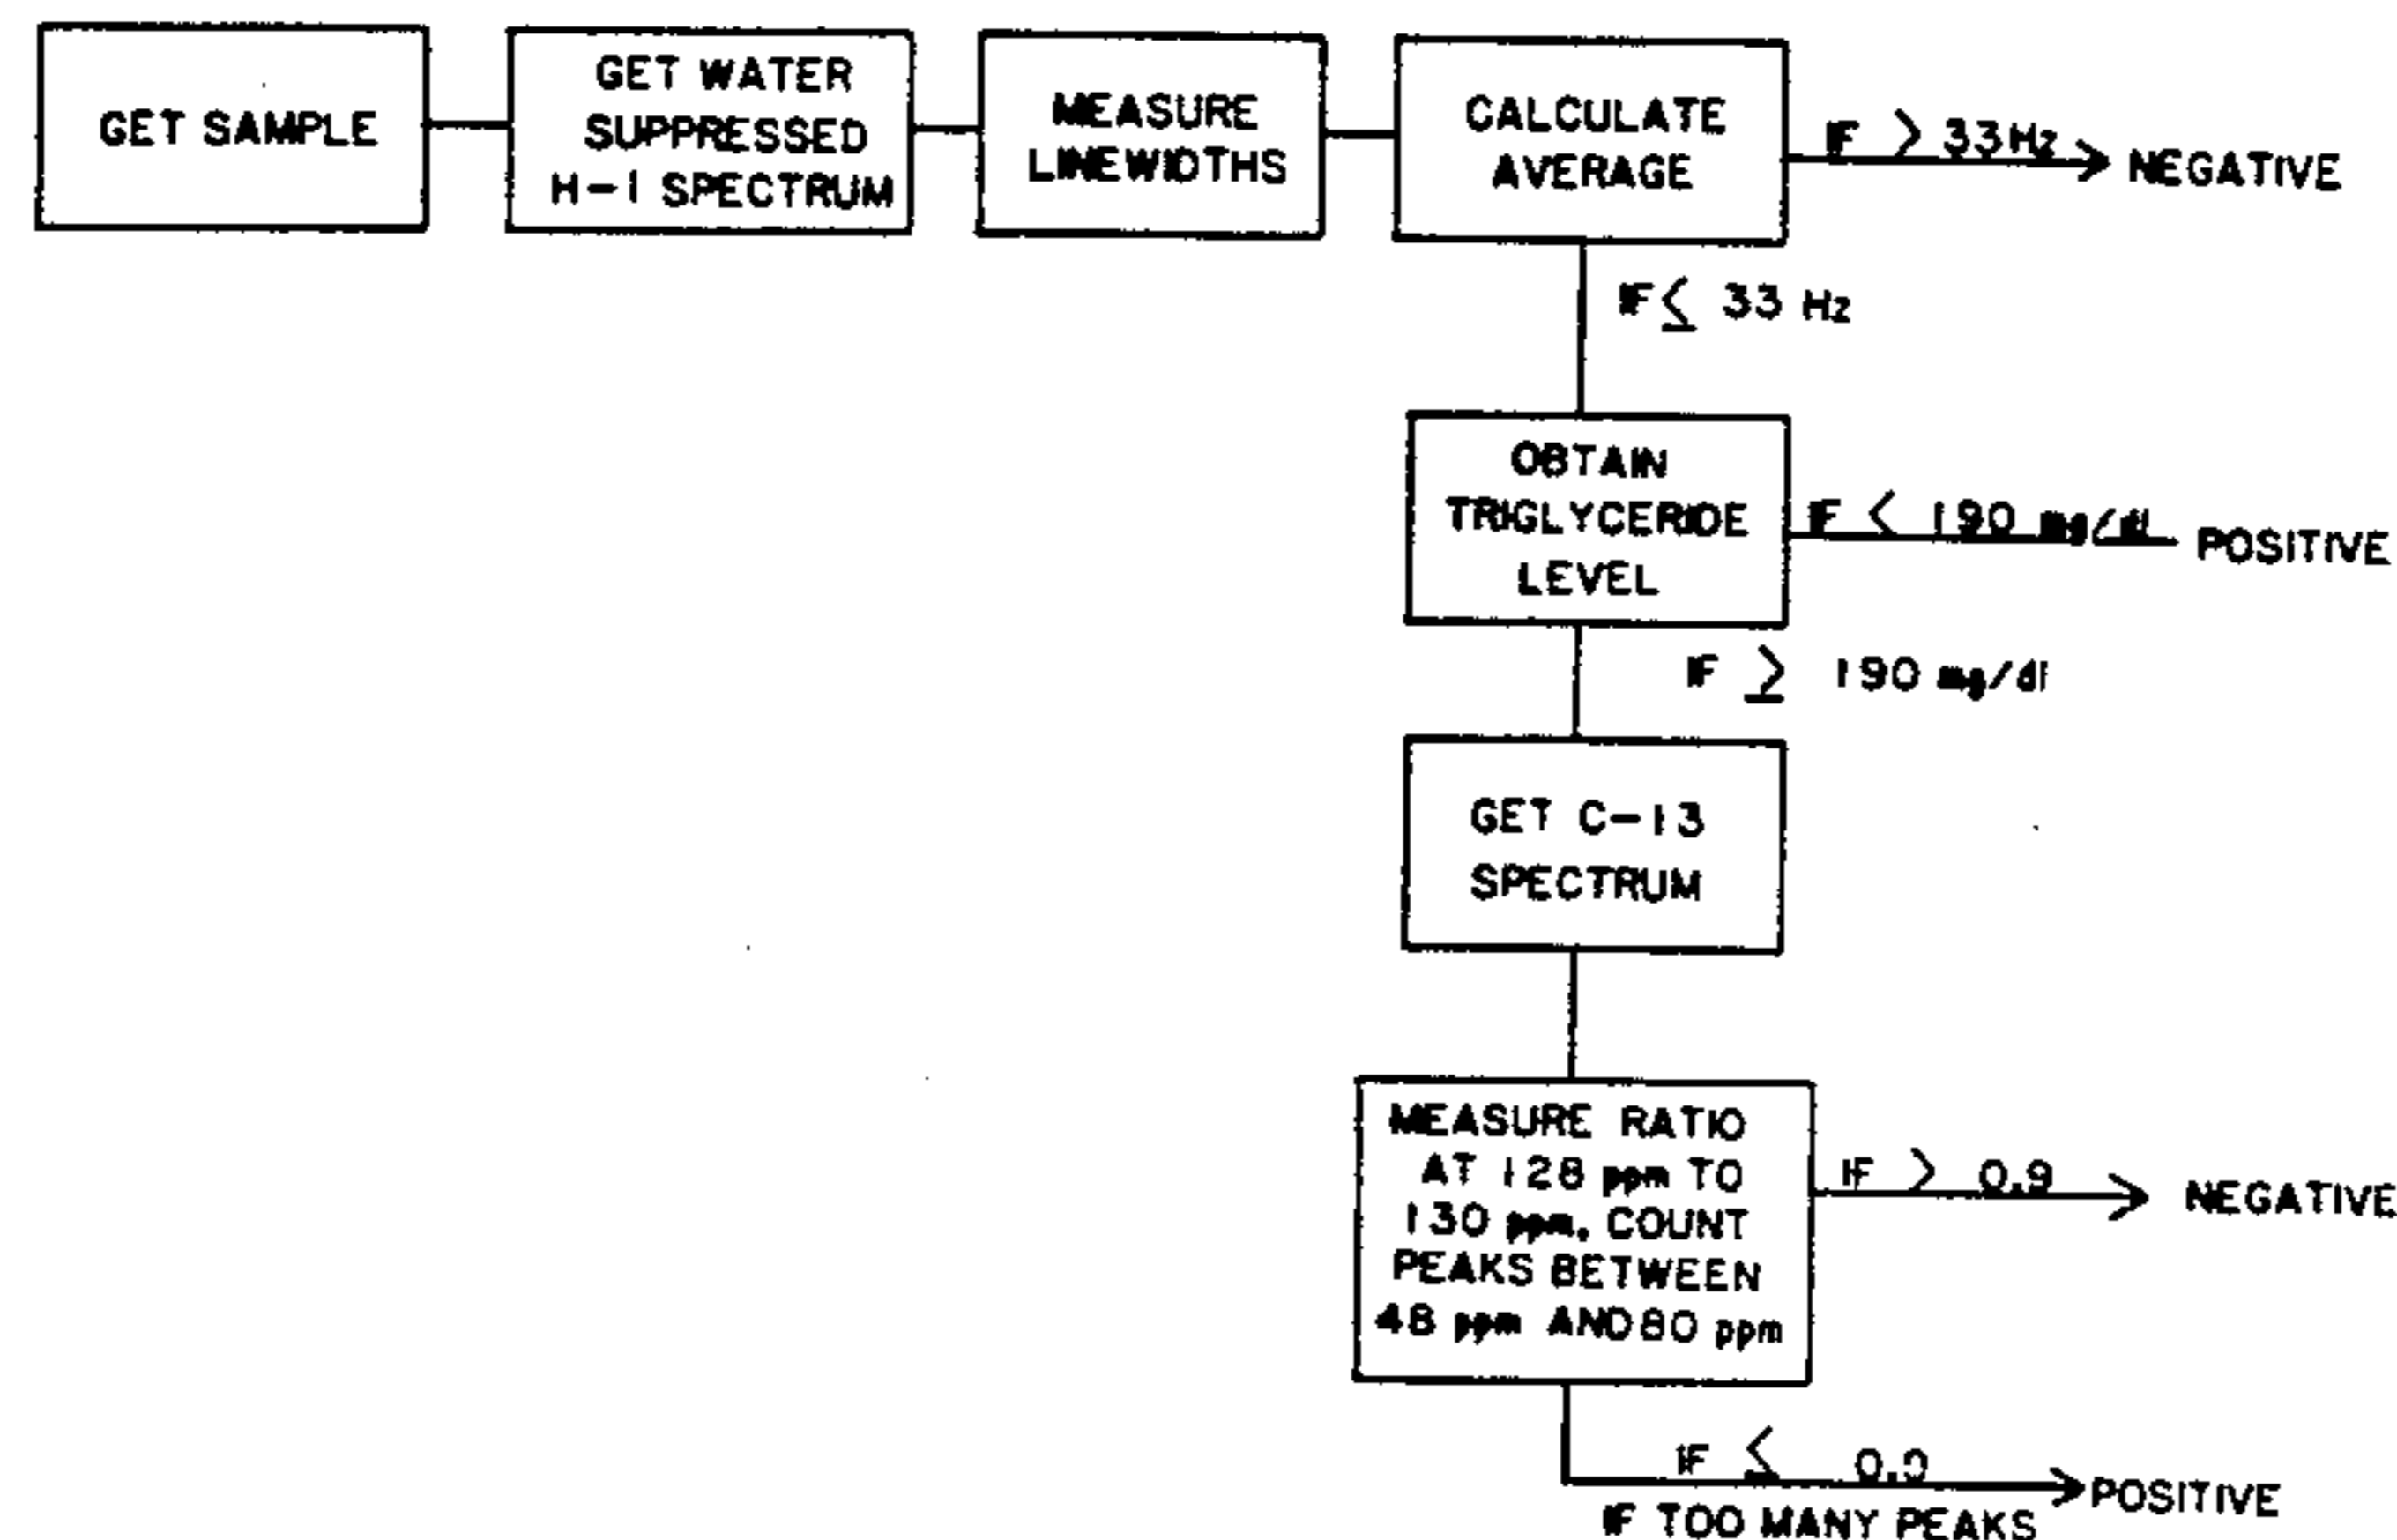 GET SAMPLE
GET WATER
SUPPRESSED
H-1 SPECTRUM
MEASURE
LINEWIDTHS
CALCULATE
AVERAGE
IF > 33 Hz
NEGATIVE
IF ≤ 33 Hz
OBTAIN
TRIGLYCERIDE
LEVEL
IF < 190 mg/dl
POSITIVE
IF ≥ 190 mg/dl
GET C-13
SPECTRUM
MEASURE RATIO
AT 128 ppm TO
130 ppm. COUNT
PEAKS BETWEEN
48 ppm AND 80 ppm
IF > 0.9
NEGATIVE
IF ≤
POSITIVE
IF TOO MANY PEAKS